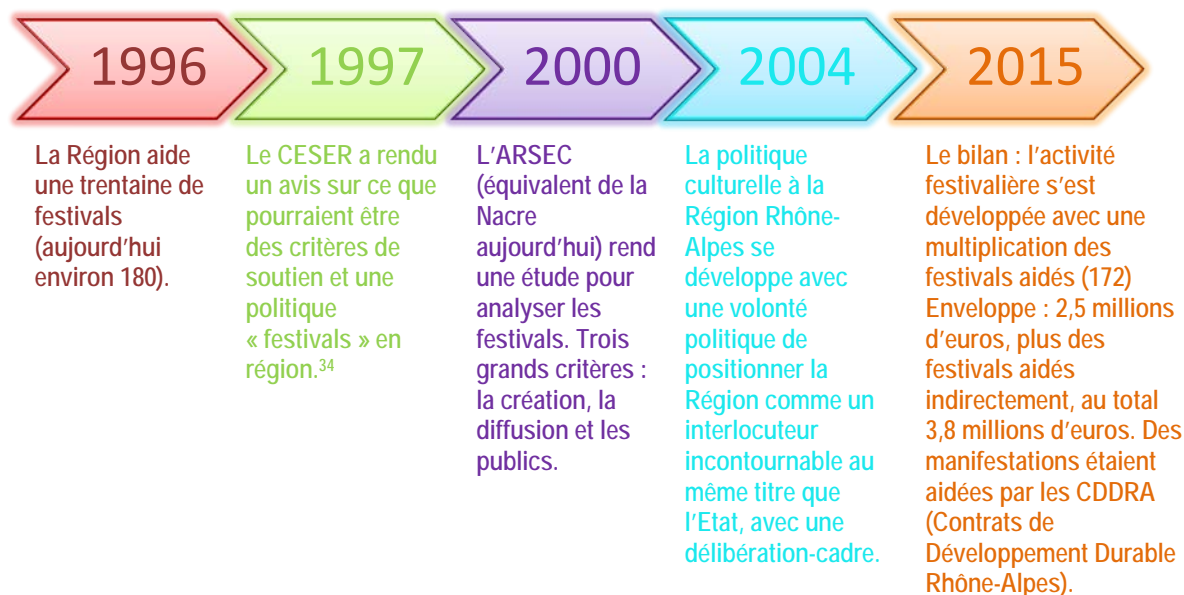 1996
1997
2000
2004
2015
La Région aide
une trentaine de
festivals
(aujourd’hui
environ 180).
Le CESER a rendu
un avis sur ce que
pourraient être
des critères de
soutien et une
politique
« festivals » en
région.34
L’ARSEC
(équivalent de la
Nacre
aujourd’hui) rend
une étude pour
analyser les
festivals. Trois
grands critères :
la création, la
diffusion et les
publics.
La politique
culturelle à la
Région Rhône-
Alpes se
développe avec
une volonté
politique de
positionner la
Région comme un
interlocuteur
incontournable au
même titre que
l’Etat, avec une
délibération-cadre.
Le bilan : l’activité
festivalière s’est
développée avec une
multiplication des
festivals aidés (172)
Enveloppe : 2,5 millions
d’euros, plus des
festivals aidés
indirectement, au total
3,8 millions d’euros. Des
manifestations étaient
aidées par les CDDRA
(Contrats de
Développement Durable
Rhône-Alpes).